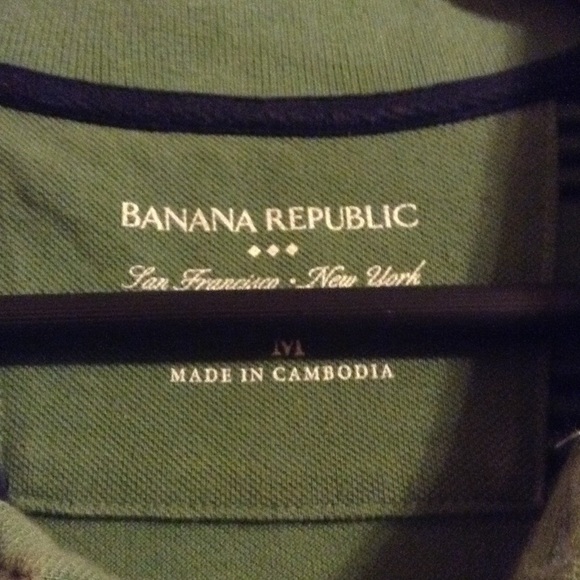 BANANA REPUBLIC
San Francisco · New York
M
MADE IN CAMBODIA